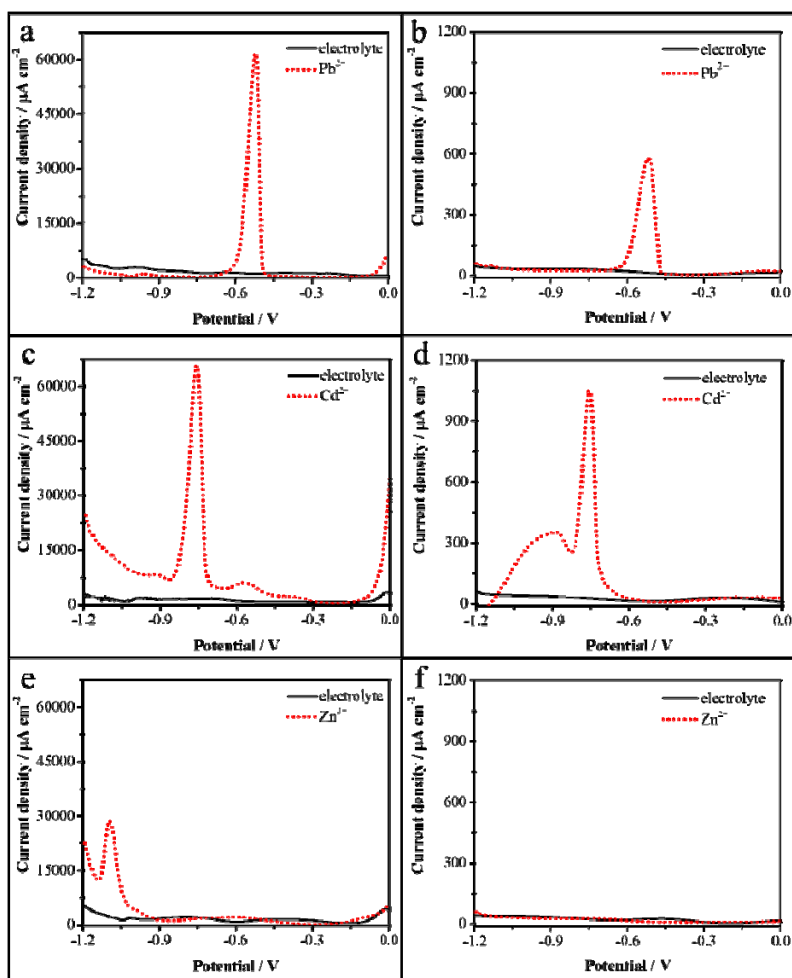 a
electrolyte
Pb²⁺
60000
45000
30000
15000
0
-1.2 -0.9 -0.6 -0.3 0.0
Potential / V
Current density / μA cm⁻²
b
electrolyte
Pb²⁺
1200
900
600
300
0
-1.2 -0.9 -0.6 -0.3 0.0
Potential / V
Current density / μA cm⁻²
c
electrolyte
Cd²⁺
60000
45000
30000
15000
0
-1.2 -0.9 -0.6 -0.3 0.0
Potential / V
Current density / μA cm⁻²
d
electrolyte
Cd²⁺
1200
900
600
300
0
-1.2 -0.9 -0.6 -0.3 0.0
Potential / V
Current density / μA cm⁻²
e
electrolyte
Zn²⁺
60000
45000
30000
15000
0
-1.2 -0.9 -0.6 -0.3 0.0
Potential / V
Current density / μA cm⁻²
f
electrolyte
Zn²⁺
1200
900
600
300
0
-1.2 -0.9 -0.6 -0.3 0.0
Potential / V
Current density / μA cm⁻²